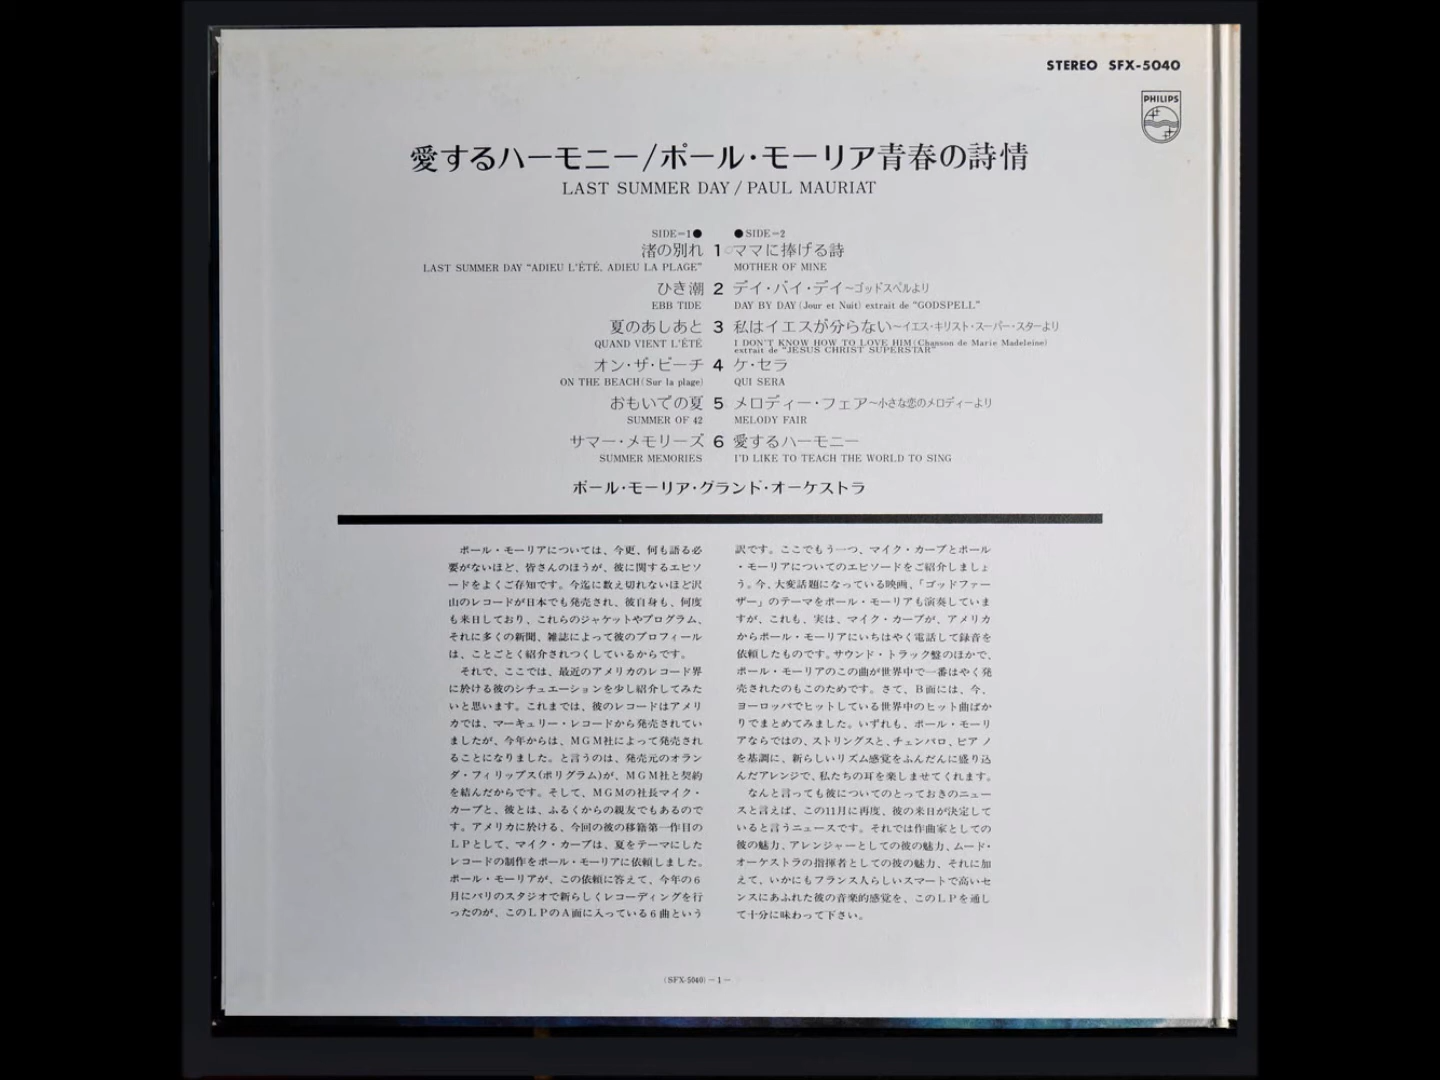 STEREO SFX-5040
PHILIPS
愛するハーモニー/ポール・モーリア青春の詩情
LAST SUMMER DAY / PAUL MAURIAT
SIDE=1●
渚の別れ 1
LAST SUMMER DAY "ADIEU L'ÉTÉ, ADIEU LA PLAGE"
ひき潮 2
EBB TIDE
夏のあしあと 3
QUAND VIENT L'ÉTÉ
オン・ザ・ビーチ 4
ON THE BEACH (Sur la plage)
おもいでの夏 5
SUMMER OF 42
サマー・メモリーズ 6
SUMMER MEMORIES
●SIDE=2
ママに捧げる詩
MOTHER OF MINE
デイ・バイ・デイ~ゴッドスペルより
DAY BY DAY (Jour et Nuit) extrait de "GODSPELL"
私はイエスが分らない~イエス・キリスト・スーパー・スターより
I DON'T KNOW HOW TO LOVE HIM (Chanson de Marie Madeleine)
extrait de "JESUS CHRIST SUPERSTAR"
ケ・セラ
QUI SERA
メロディー・フェア~小さな恋のメロディーより
MELODY FAIR
愛するハーモニー
I'D LIKE TO TEACH THE WORLD TO SING
ポール・モーリア・グランド・オーケストラ
ポール・モーリアについては、今更、何も語る必
要がないほど、皆さんのほうが、彼に関するエピソ
ードをよくご存知です。今迄に数え切れないほど沢
山のレコードが日本でも発売され、彼自身も、何度
も来日しており、これらのジャケットやプログラム、
それに多くの新聞、雑誌によって彼のプロフィール
は、ことごとく紹介されつくしているからです。
それで、ここでは、最近のアメリカのレコード界
に於ける彼のシチュエーションを少し紹介してみた
いと思います。これまでは、彼のレコードはアメリ
カでは、マーキュリー・レコードから発売されてい
ましたが、今年からは、MGM社によって発売され
ることになりました。と言うのは、発売元のオラン
ダ・フィリップス(ポリグラム)が、MGM社と契約
を結んだからです。そして、MGMの社長マイク・
カーブと、彼とは、ふるくからの親友でもあるので
す。アメリカに於ける、今回の彼の移籍第一作目の
LPとして、マイク・カーブは、夏をテーマにした
レコードの制作をポール・モーリアに依頼しました。
ポール・モーリアが、この依頼に答えて、今年の6
月にパリのスタジオで新らしくレコーディングを行
ったのが、このLPのA面に入っている6曲という
訳です。ここでもう一つ、マイク・カーブとポール
・モーリアについてのエピソードをご紹介しましょ
う。今、大変話題になっている映画、「ゴッドファー
ザー」のテーマをポール・モーリアも演奏していま
すが、これも、実は、マイク・カーブが、アメリカ
からポール・モーリアにいちはやく電話して録音を
依頼したものです。サウンド・トラック盤のほかで、
ポール・モーリアのこの曲が世界中で一番はやく発
売されたのもこのためです。さて、B面には、今、
ヨーロッパでヒットしている世界中のヒット曲ばか
りでまとめてみました。いずれも、ポール・モーリ
アならではの、ストリングスと、チェンバロ、ピアノ
を基調に、新らしいリズム感覚をふんだんに盛り込
んだアレンジで、私たちの耳を楽しませてくれます。
なんと言っても彼についてのとっておきのニュー
スと言えば、この11月に再度、彼の来日が決定して
いると言うニュースです。それでは作曲家としての
彼の魅力、アレンジャーとしての彼の魅力、ムード・
オーケストラの指揮者としての彼の魅力、それに加
えて、いかにもフランス人らしいスマートで高いセ
ンスにあふれた彼の音楽的感覚を、このLPを通し
て十分に味わって下さい。
(SFX-5040)－1－